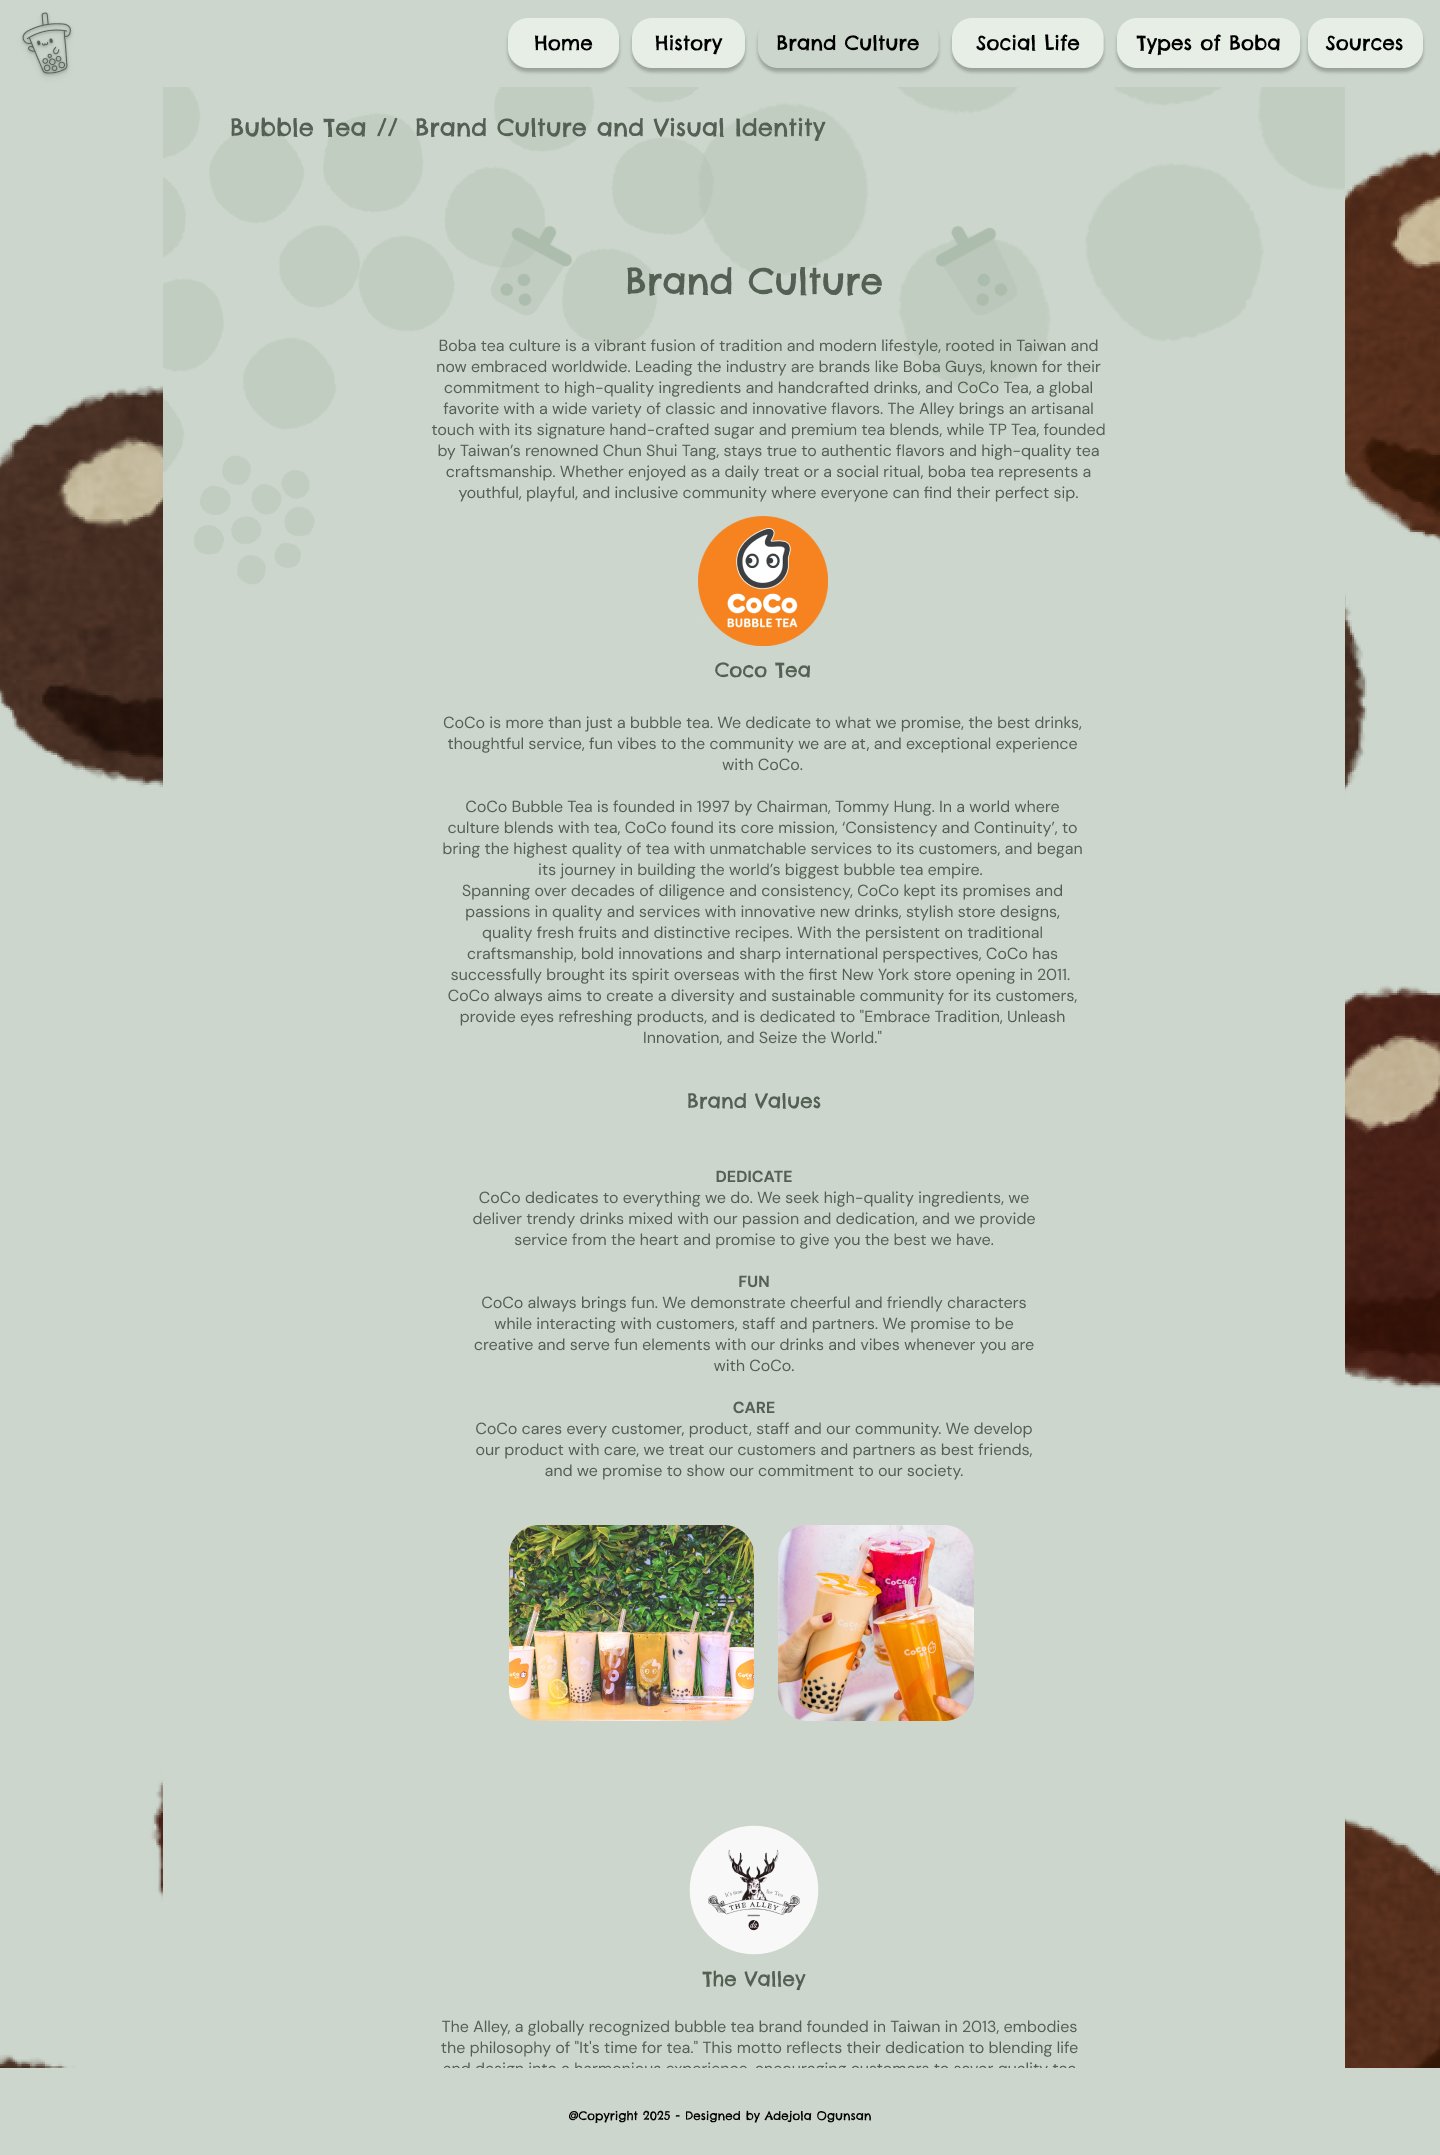 Home
History
Brand Culture
Social Life
Types of Boba
Sources
Bubble Tea // Brand Culture and Visual Identity
Brand Culture
Boba tea culture is a vibrant fusion of tradition and modern lifestyle, rooted in Taiwan and
now embraced worldwide. Leading the industry are brands like Boba Guys, known for their
commitment to high-quality ingredients and handcrafted drinks, and CoCo Tea, a global
favorite with a wide variety of classic and innovative flavors. The Alley brings an artisanal
touch with its signature hand-crafted sugar and premium tea blends, while TP Tea, founded
by Taiwan’s renowned Chun Shui Tang, stays true to authentic flavors and high-quality tea
craftsmanship. Whether enjoyed as a daily treat or a social ritual, boba tea represents a
youthful, playful, and inclusive community where everyone can find their perfect sip.
CoCo
BUBBLE TEA
Coco Tea
CoCo is more than just a bubble tea. We dedicate to what we promise, the best drinks,
thoughtful service, fun vibes to the community we are at, and exceptional experience
with CoCo.
CoCo Bubble Tea is founded in 1997 by Chairman, Tommy Hung. In a world where
culture blends with tea, CoCo found its core mission, ‘Consistency and Continuity’, to
bring the highest quality of tea with unmatchable services to its customers, and began
its journey in building the world’s biggest bubble tea empire.
Spanning over decades of diligence and consistency, CoCo kept its promises and
passions in quality and services with innovative new drinks, stylish store designs,
quality fresh fruits and distinctive recipes. With the persistent on traditional
craftsmanship, bold innovations and sharp international perspectives, CoCo has
successfully brought its spirit overseas with the first New York store opening in 2011.
CoCo always aims to create a diversity and sustainable community for its customers,
provide eyes refreshing products, and is dedicated to "Embrace Tradition, Unleash
Innovation, and Seize the World."
Brand Values
DEDICATE
CoCo dedicates to everything we do. We seek high-quality ingredients, we
deliver trendy drinks mixed with our passion and dedication, and we provide
service from the heart and promise to give you the best we have.
FUN
CoCo always brings fun. We demonstrate cheerful and friendly characters
while interacting with customers, staff and partners. We promise to be
creative and serve fun elements with our drinks and vibes whenever you are
with CoCo.
CARE
CoCo cares every customer, product, staff and our community. We develop
our product with care, we treat our customers and partners as best friends,
and we promise to show our commitment to our society.
CoCo
CoCo
It's time for Tea
THE ALLEY
The Valley
The Alley, a globally recognized bubble tea brand founded in Taiwan in 2013, embodies
the philosophy of "It's time for tea." This motto reflects their dedication to blending life
and design into a harmonious experience, encouraging customers to savor quality tea
@Copyright 2025 - Designed by Adejola Ogunsan